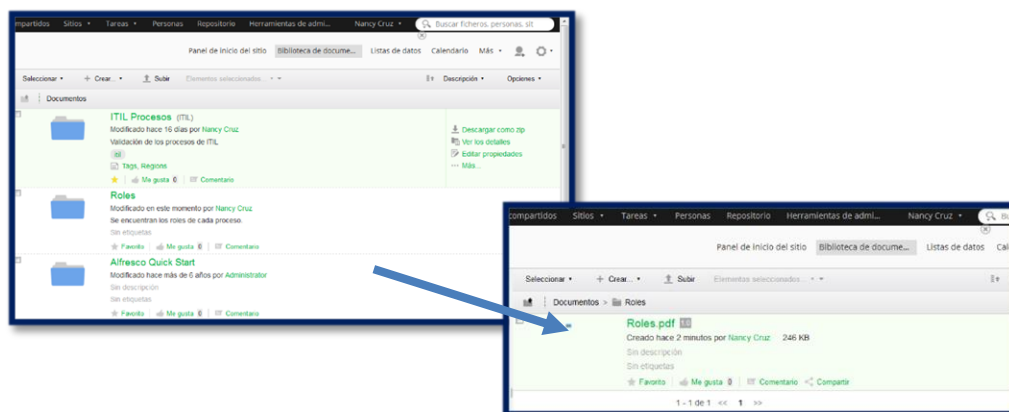 mpartidos Sitios Tareas Personas Repositorio Herramientas de admi... Nancy Cruz Buscar ficheros, personas, sit
Panel de inicio del sitio Biblioteca de docume... Listas de datos Calendario Más
Seleccionar + Crear... Subir Elementos seleccionados... Descripción Opciones
Documentos
ITIL Procesos (ITIL)
Modificado hace 16 días por Nancy Cruz
Validación de los procesos de ITIL
itil
Tags, Regions
Me gusta 0 Comentario
Descargar como zip
Ver los detalles
Editar propiedades
... Más...
Roles
Modificado en este momento por Nancy Cruz
Se encuentran los roles de cada proceso
Sin etiquetas
Favorito Me gusta 0 Comentario
Alfresco Quick Start
Modificado hace más de 6 años por Administrator
Sin descripción
Sin etiquetas
Favorito Me gusta 0 Comentario
compartidos Sitios Tareas Personas Repositorio Herramientas de admi... Nancy Cruz Bu
Panel de inicio del sitio Biblioteca de docume... Listas de datos Cal
Seleccionar + Crear... Subir Elementos seleccionados...
Documentos > Roles
Roles.pdf 1.0
Creado hace 2 minutos por Nancy Cruz 246 KB
Sin descripción
Sin etiquetas
Favorito Me gusta 0 Comentario Compartir
1 - 1 de 1 << 1 >>